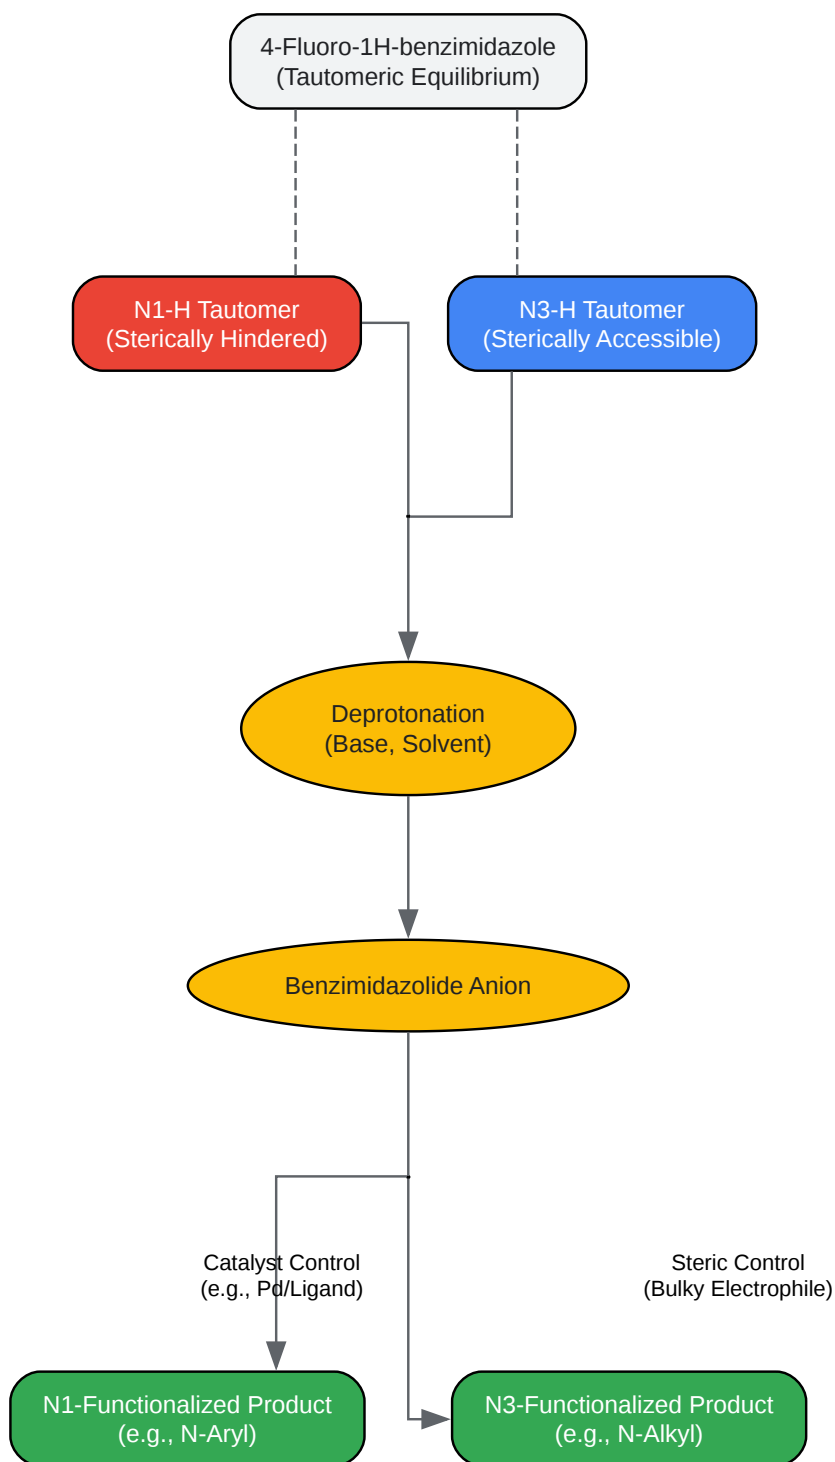 4-Fluoro-1H-benzimidazole
(Tautomeric Equilibrium)
N1-H Tautomer
(Sterically Hindered)
N3-H Tautomer
(Sterically Accessible)
Deprotonation
(Base, Solvent)
Benzimidazolide Anion
Catalyst Control
(e.g., Pd/Ligand)
Steric Control
(Bulky Electrophile)
N1-Functionalized Product
(e.g., N-Aryl)
N3-Functionalized Product
(e.g., N-Alkyl)